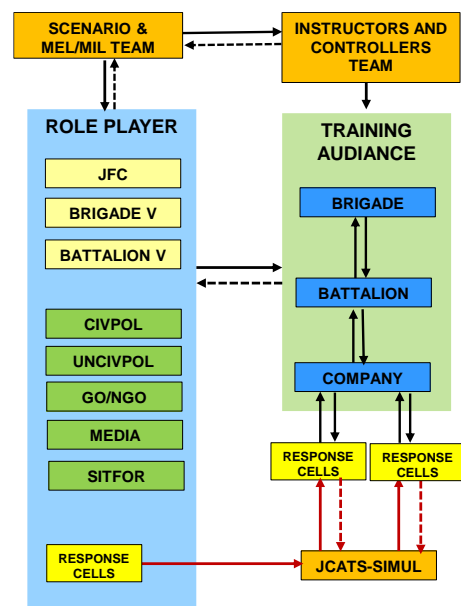 SCENARIO &
MEL/MIL TEAM
INSTRUCTORS AND
CONTROLLERS
TEAM
ROLE PLAYER
JFC
BRIGADE V
BATTALION V
CIVPOL
UNCIVPOL
GO/NGO
MEDIA
SITFOR
RESPONSE
CELLS
TRAINING
AUDIANCE
BRIGADE
BATTALION
COMPANY
RESPONSE
CELLS
RESPONSE
CELLS
JCATS-SIMUL